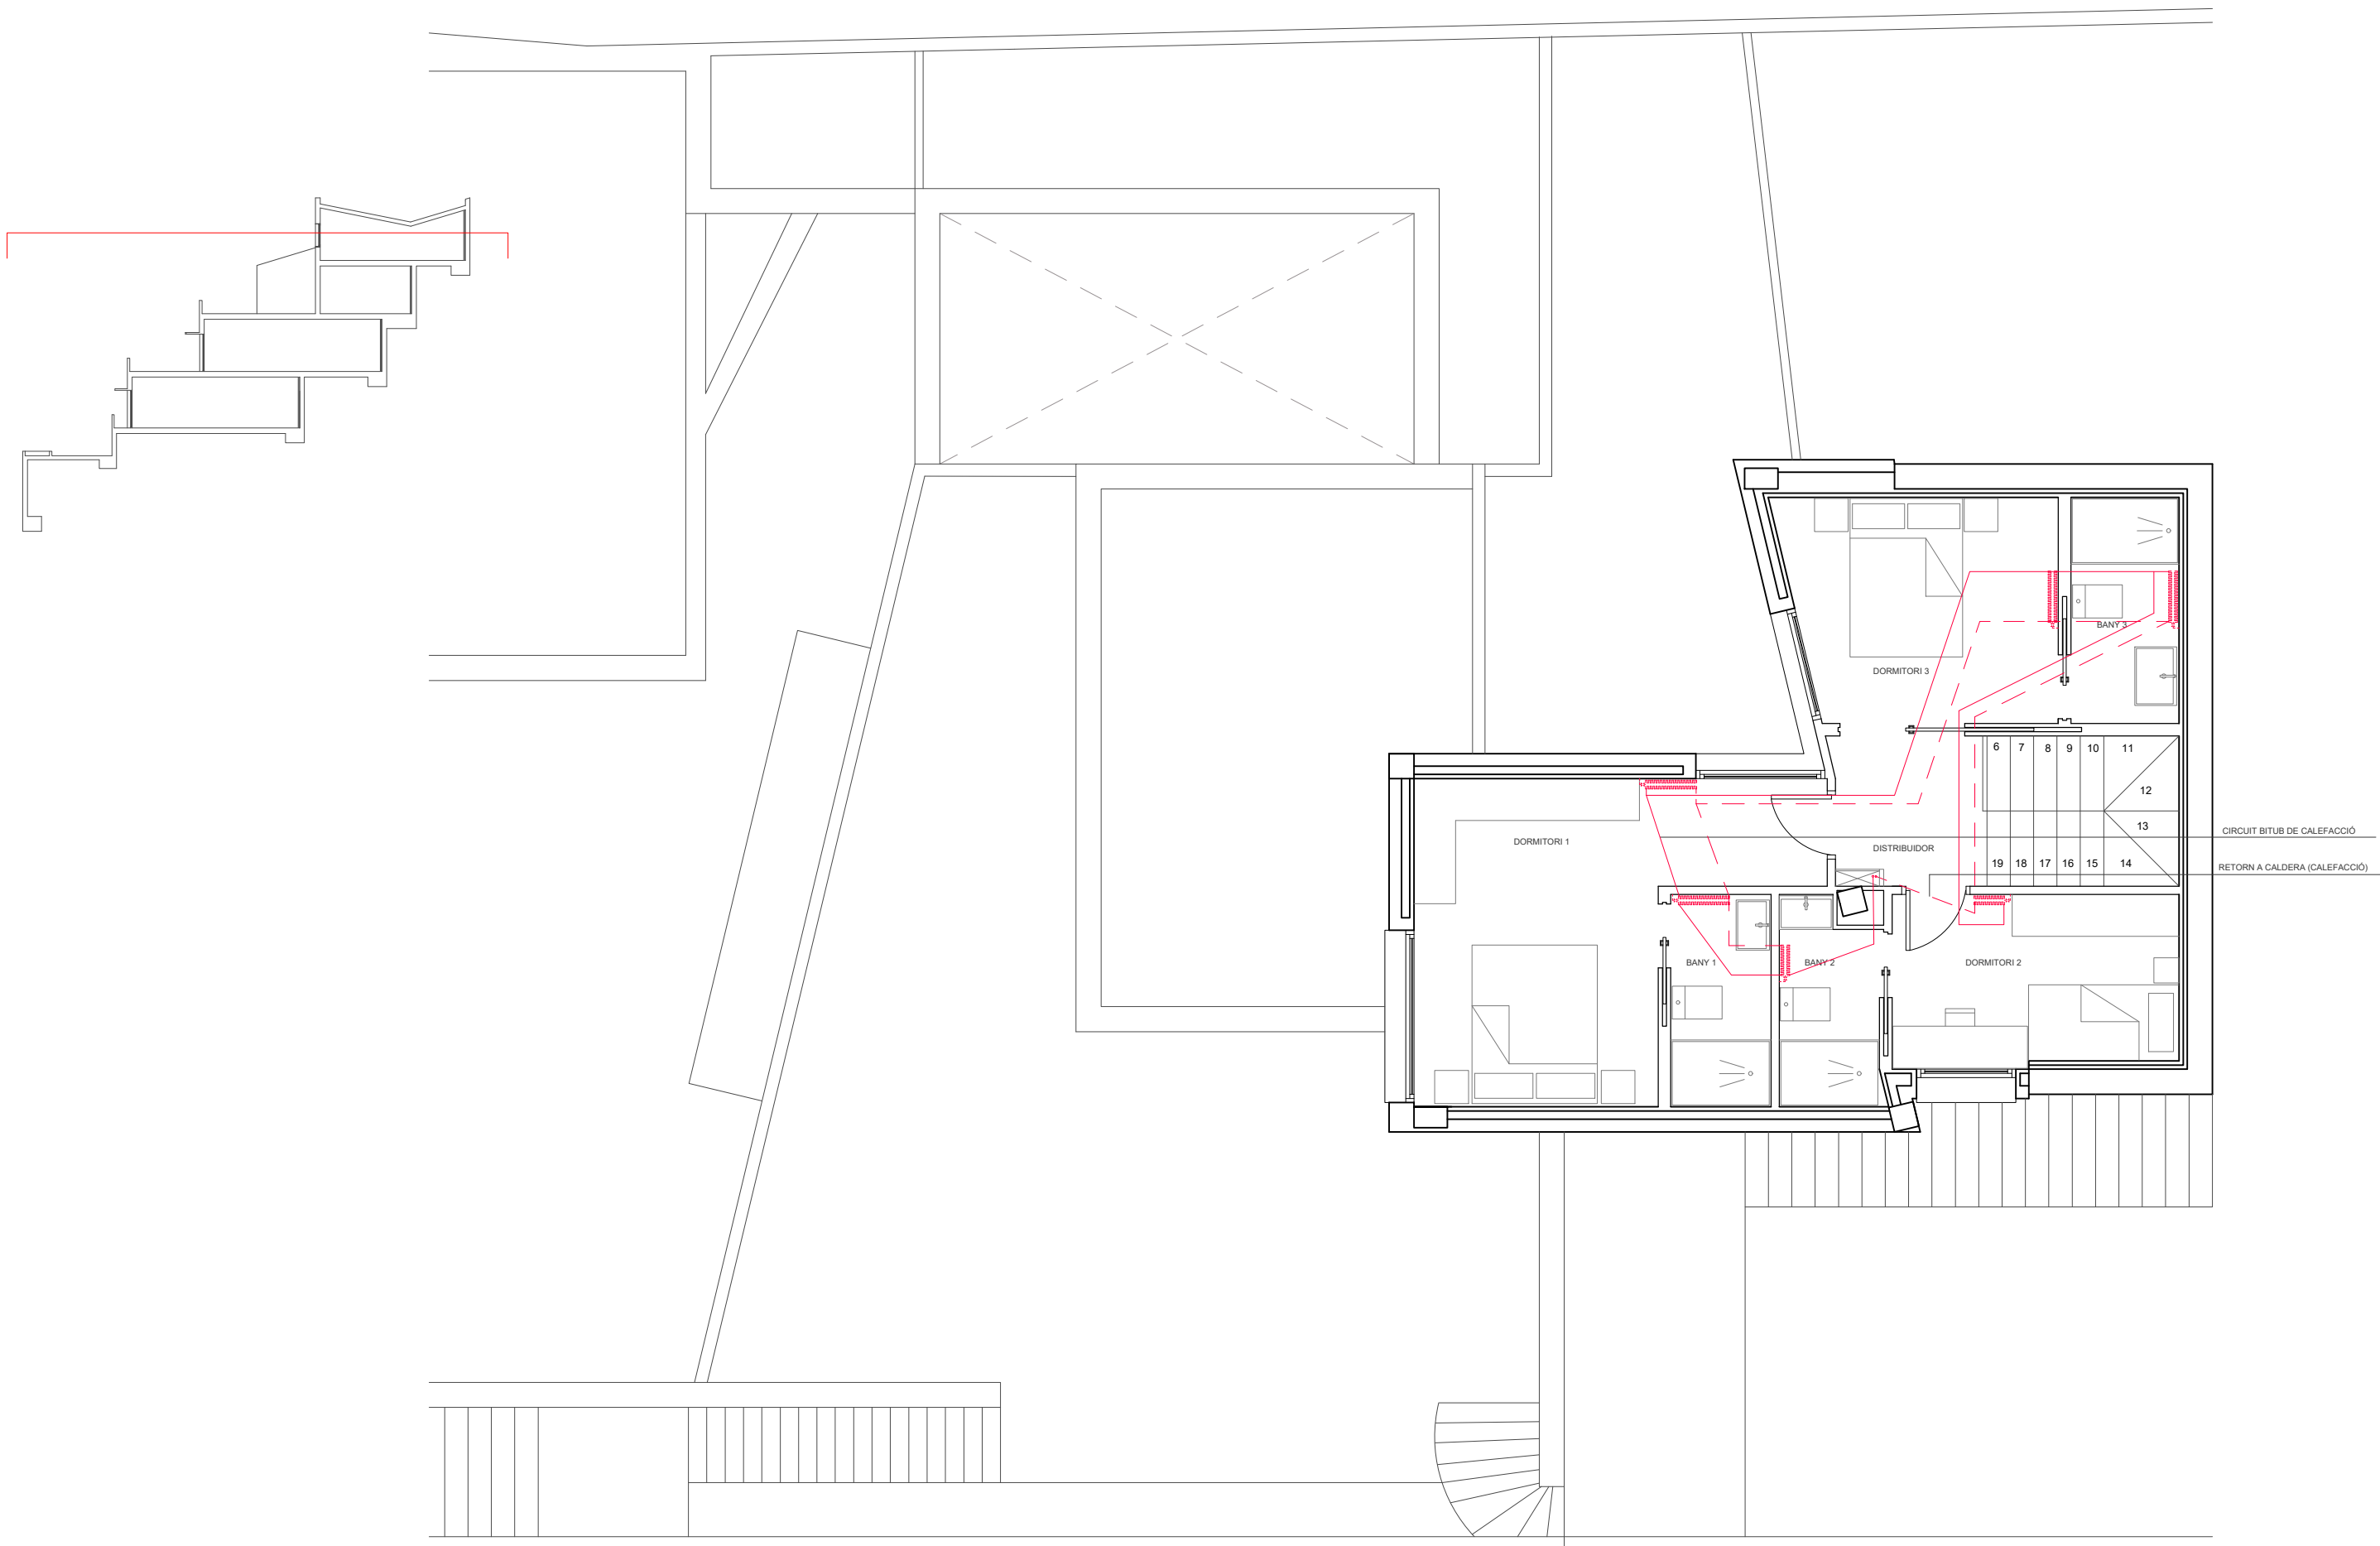 BANY 3
DORMITORI 3
6 7 8 9 10 11
12
13
CIRCUIT BITUB DE CALEFACCIÓ
DORMITORI 1
DISTRIBUIDOR
19 18 17 16 15 14
RETORN A CALDERA (CALEFACCIÓ)
BANY 1
BANY 2
DORMITORI 2